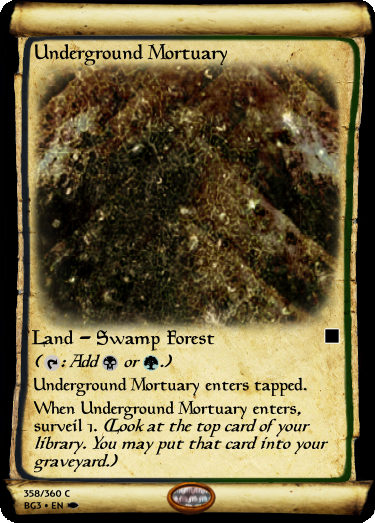 Underground Mortuary
Land – Swamp Forest
( : Add or .)
Underground Mortuary enters tapped.
When Underground Mortuary enters,
surveil 1. (Look at the top card of your
library. You may put that card into your
graveyard.)
358/360 C
BG3 • EN